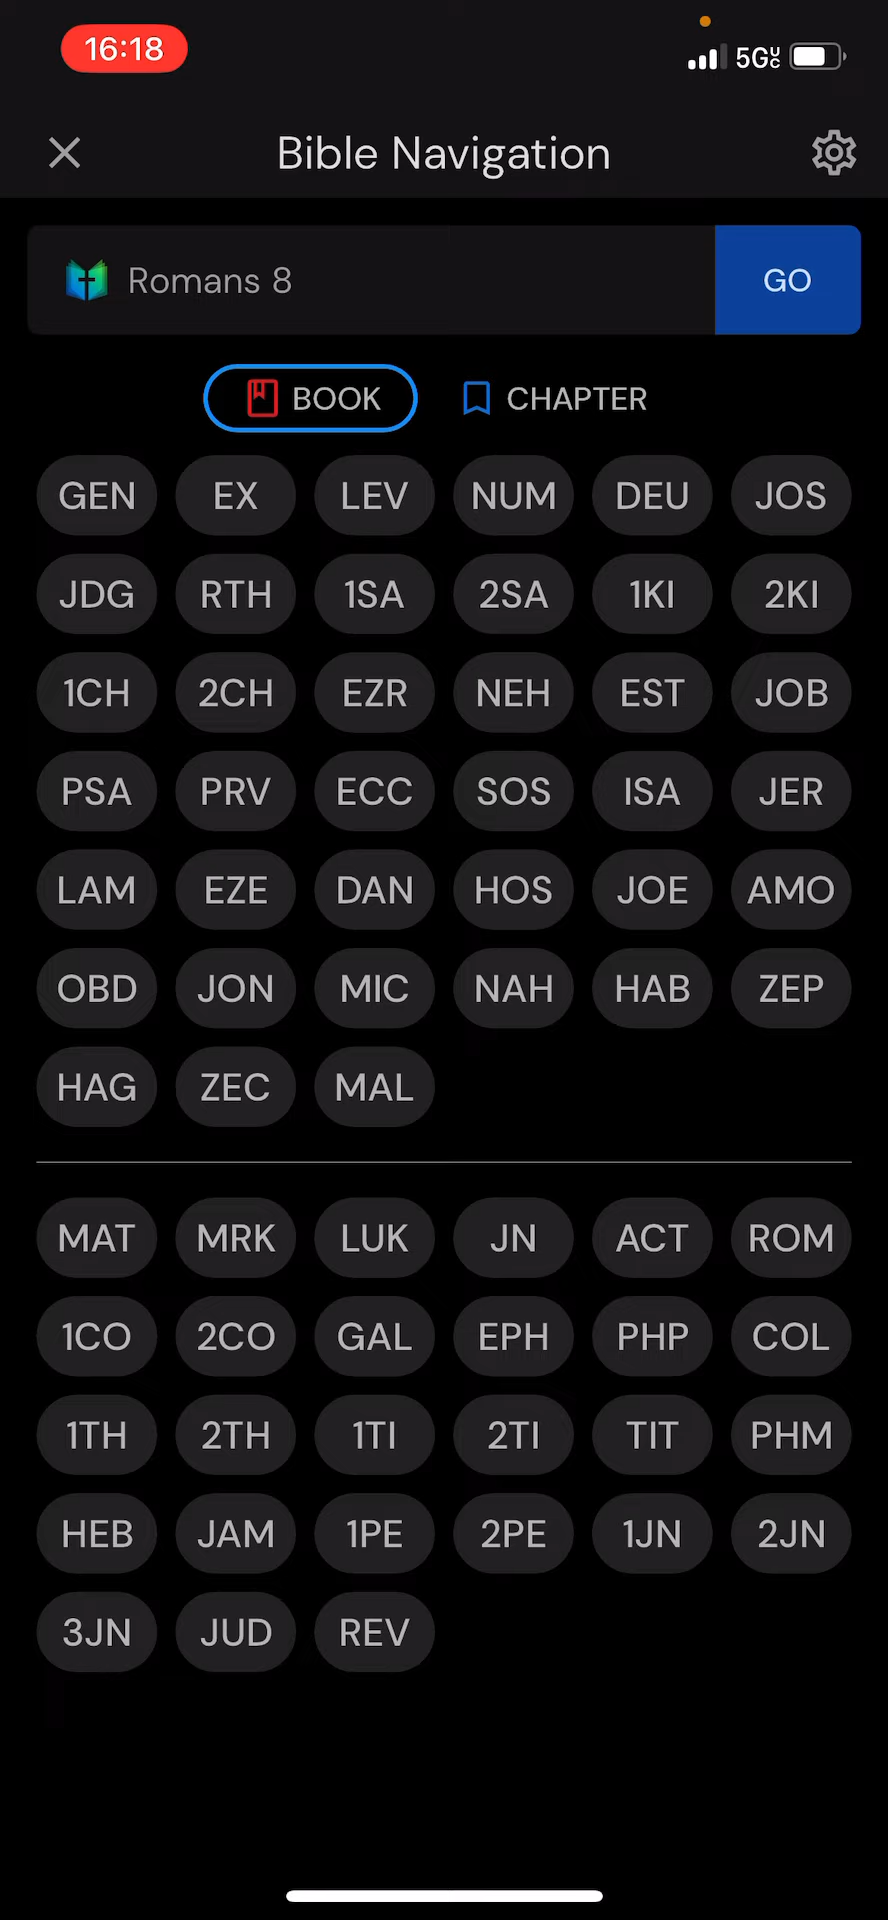 16:18
5GUC
Bible Navigation
Romans 8
GO
BOOK CHAPTER
GEN EX LEV NUM DEU JOS
JDG RTH 1SA 2SA 1KI 2KI
1CH 2CH EZR NEH EST JOB
PSA PRV ECC SOS ISA JER
LAM EZE DAN HOS JOE AMO
OBD JON MIC NAH HAB ZEP
HAG ZEC MAL
MAT MRK LUK JN ACT ROM
1CO 2CO GAL EPH PHP COL
1TH 2TH 1TI 2TI TIT PHM
HEB JAM 1PE 2PE 1JN 2JN
3JN JUD REV